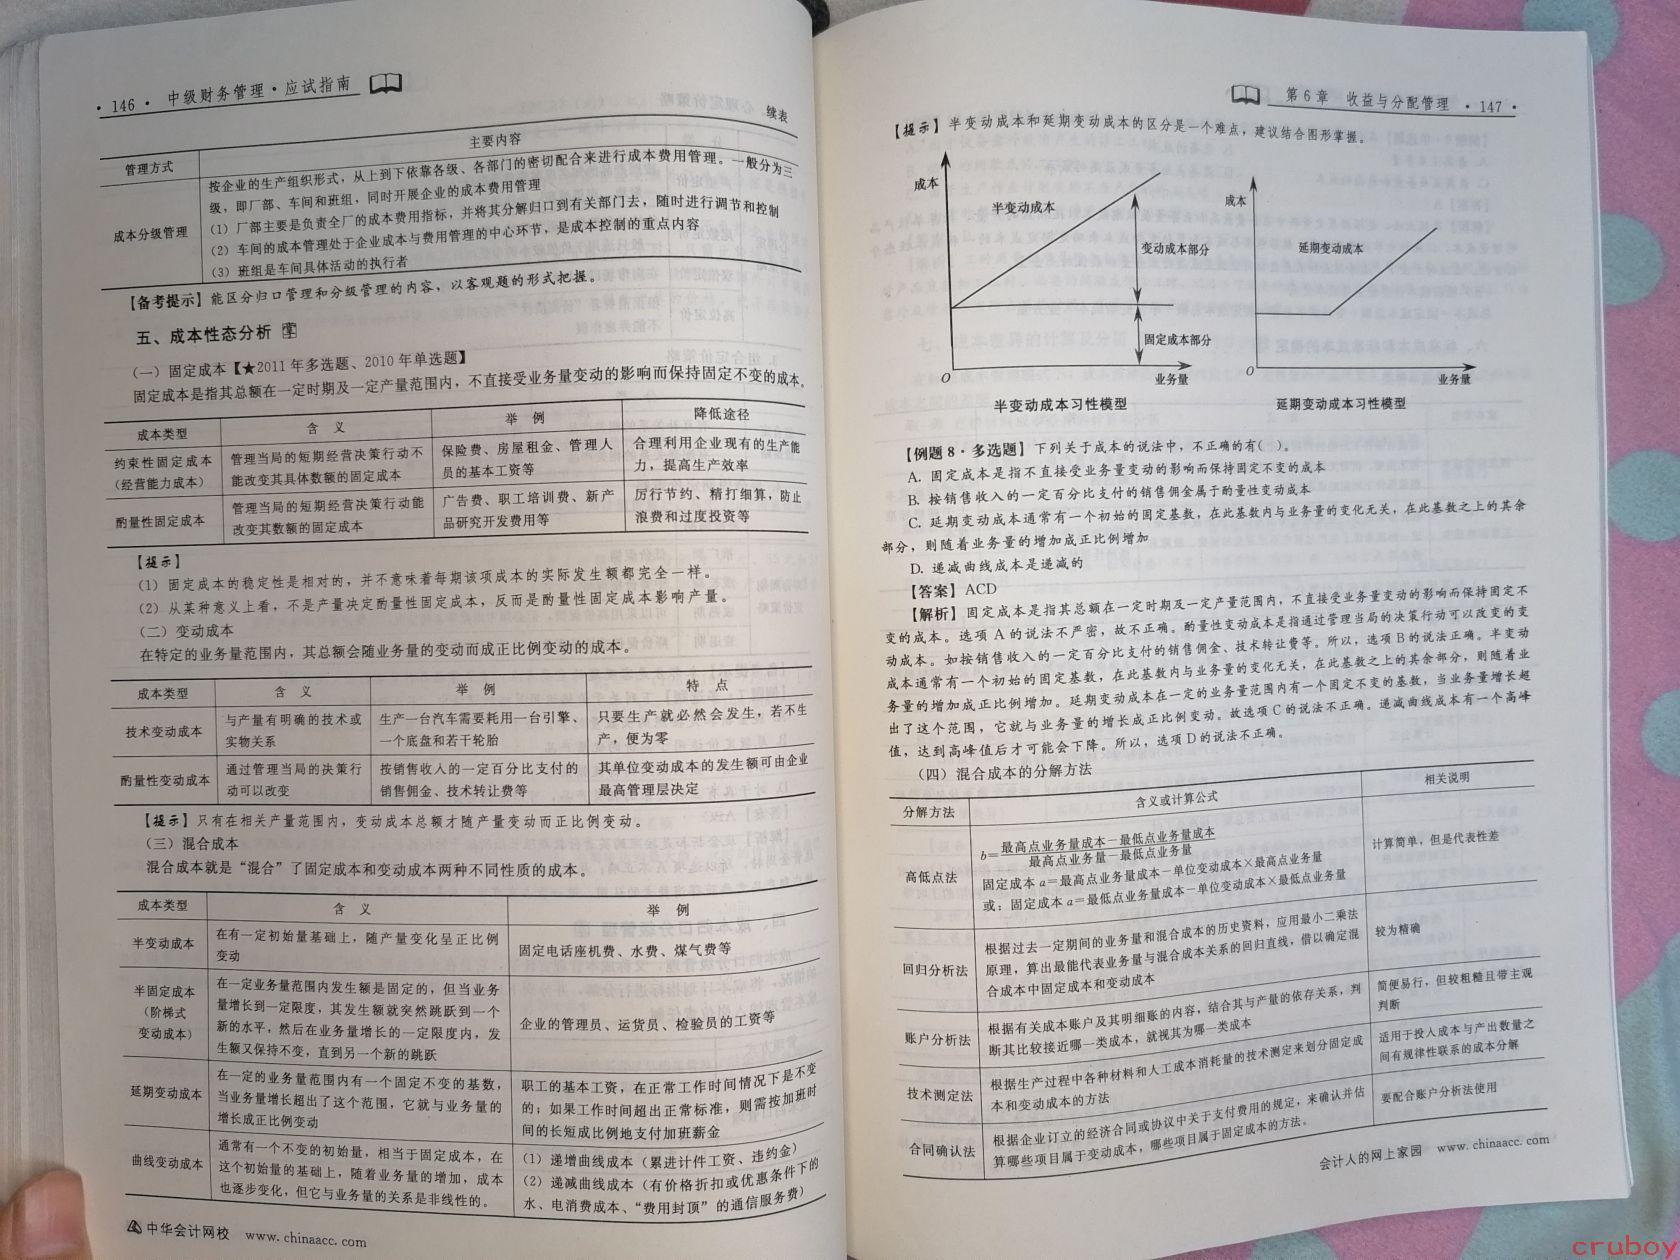 · 146 · 中级财务管理·应试指南
续表
管理方式 主要内容
成本分级管理
按企业的生产组织形式，从上到下依靠各级、各部门的密切配合来进行成本费用管理。一般分为三
级，即厂部、车间和班组，同时开展企业的成本费用管理
（1）厂部主要是负责全厂的成本费用指标，并将其分解归口到有关部门去，随时进行调节和控制
（2）车间的成本管理处于企业成本与费用管理的中心环节，是成本控制的重点内容
（3）班组是车间具体活动的执行者
【备考提示】能区分归口管理和分级管理的内容，以客观题的形式把握。
五、成本性态分析
（一）固定成本【★2011年多选题、2010年单选题】
固定成本是指其总额在一定时期及一定产量范围内，不直接受业务量变动的影响而保持固定不变的成本。
成本类型 含 义 举 例 降低途径
约束性固定成本
（经营能力成本）
管理当局的短期经营决策行动不
能改变其具体数额的固定成本
保险费、房屋租金、管理人
员的基本工资等
合理利用企业现有的生产能
力，提高生产效率
酌量性固定成本
管理当局的短期经营决策行动能
改变其数额的固定成本
广告费、职工培训费、新产
品研究开发费用等
厉行节约、精打细算，防止
浪费和过度投资等
【提示】
（1）固定成本的稳定性是相对的，并不意味着每期该项成本的实际发生额都完全一样。
（2）从某种意义上看，不是产量决定酌量性固定成本，反而是酌量性固定成本影响产量。
（二）变动成本
在特定的业务量范围内，其总额会随业务量的变动而成正比例变动的成本。
成本类型 含 义 举 例 特 点
技术变动成本
与产量有明确的技术或
实物关系
生产一台汽车需要耗用一台引擎、
一个底盘和若干轮胎
只要生产就必然会发生，若不生
产，便为零
酌量性变动成本
通过管理当局的决策行
动可以改变
按销售收入的一定百分比支付的
销售佣金、技术转让费等
其单位变动成本的发生额可由企业
最高管理层决定
【提示】只有在相关产量范围内，变动成本总额才随产量变动而正比例变动。
（三）混合成本
混合成本就是“混合”了固定成本和变动成本两种不同性质的成本。
成本类型 含 义 举 例
半变动成本
在有一定初始量基础上，随产量变化呈正比例
变动
固定电话座机费、水费、煤气费等
半固定成本
（阶梯式
变动成本）
在一定业务量范围内发生额是固定的，但当业务
量增长到一定限度，其发生额就突然跳跃到一个
新的水平，然后在业务量增长的一定限度内，发
生额又保持不变，直到另一个新的跳跃
企业的管理员、运货员、检验员的工资等
延期变动成本
在一定的业务量范围内有一个固定不变的基数，
当业务量增长超出了这个范围，它就与业务量的
增长成正比例变动
职工的基本工资，在正常工作时间情况下是不变
的；如果工作时间超出正常标准，则需按加班时
间的长短成比例地支付加班薪金
曲线变动成本
通常有一个不变的初始量，相当于固定成本，在
这个初始量的基础上，随着业务量的增加，成本
也逐步变化，但它与业务量的关系是非线性的。
（1）递增曲线成本（累进计件工资、违约金）
（2）递减曲线成本（有价格折扣或优惠条件下的
水、电消费成本、“费用封顶”的通信服务费）
中华会计网校 www.chinaacc.com
第6章 收益与分配管理 · 147 ·
【提示】半变动成本和延期变动成本的区分是一个难点，建议结合图形掌握。
成本
半变动成本
变动成本部分
固定成本部分
O
业务量
半变动成本习性模型
成本
延期变动成本
O
业务量
延期变动成本习性模型
【例题8·多选题】下列关于成本的说法中，不正确的有( )。
A. 固定成本是指不直接受业务量变动的影响而保持固定不变的成本
B. 按销售收入的一定百分比支付的销售佣金属于酌量性变动成本
C. 延期变动成本通常有一个初始的固定基数，在此基数内与业务量的变化无关，在此基数之上的其余
部分，则随着业务量的增加成正比例增加
D. 递减曲线成本是递减的
【答案】ACD
【解析】固定成本是指其总额在一定时期及一定产量范围内，不直接受业务量变动的影响而保持固定不
变的成本。选项A的说法不严密，故不正确。酌量性变动成本是指通过管理当局的决策行动可以改变的变
动成本。如按销售收入的一定百分比支付的销售佣金、技术转让费等。所以，选项B的说法正确。半变动
成本通常有一个初始的固定基数，在此基数内与业务量的变化无关，在此基数之上的其余部分，则随着业
务量的增加成正比例增加。延期变动成本在一定的业务量范围内有一个固定不变的基数，当业务量增长超
出了这个范围，它就与业务量的增长成正比例变动。故选项C的说法不正确。递减曲线成本有一个高峰
值，达到高峰值后才可能会下降。所以，选项D的说法不正确。
（四）混合成本的分解方法
分解方法 含义或计算公式 相关说明
高低点法
b=最高点业务量成本－最低点业务量成本
最高点业务量－最低点业务量
固定成本a=最高点业务量成本－单位变动成本×最高点业务量
或：固定成本a=最低点业务量成本－单位变动成本×最低点业务量
计算简单，但是代表性差
回归分析法
根据过去一定期间的业务量和混合成本的历史资料，应用最小二乘法
原理，算出最能代表业务量与混合成本关系的回归直线，借以确定混
合成本中固定成本和变动成本
较为精确
账户分析法
根据有关成本账户及其明细账的内容，结合其与产量的依存关系，判
断其比较接近哪一类成本，就视其为哪一类成本
简便易行，但较粗糙且带主观
判断
技术测定法
根据生产过程中各种材料和人工成本消耗量的技术测定来划分固定成
本和变动成本的方法
适用于投入成本与产出数量之
间有规律性联系的成本分解
合同确认法
根据企业订立的经济合同或协议中关于支付费用的规定，来确认并估
算哪些项目属于变动成本，哪些项目属于固定成本的方法。
要配合账户分析法使用
会计人的网上家园 www.chinaacc.com
cruboy